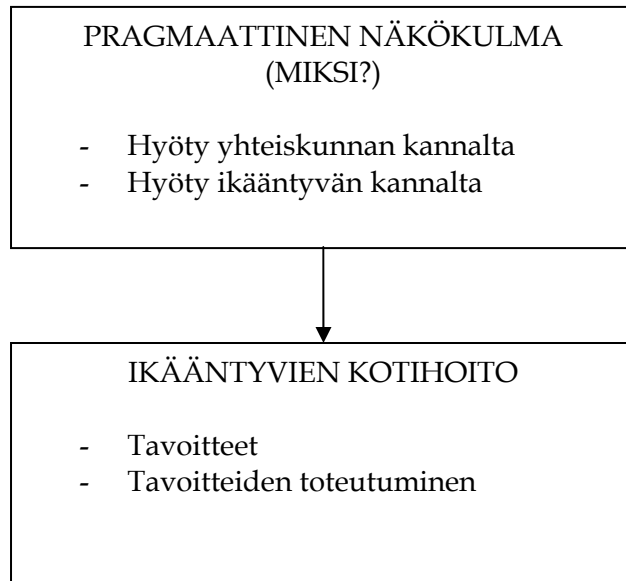 PRAGMAATTINEN NÄKÖKULMA
(MIKSI?)
- Hyöty yhteiskunnan kannalta
- Hyöty ikääntyvän kannalta
IKÄÄNTYVIEN KOTIHOITO
- Tavoitteet
- Tavoitteiden toteutuminen